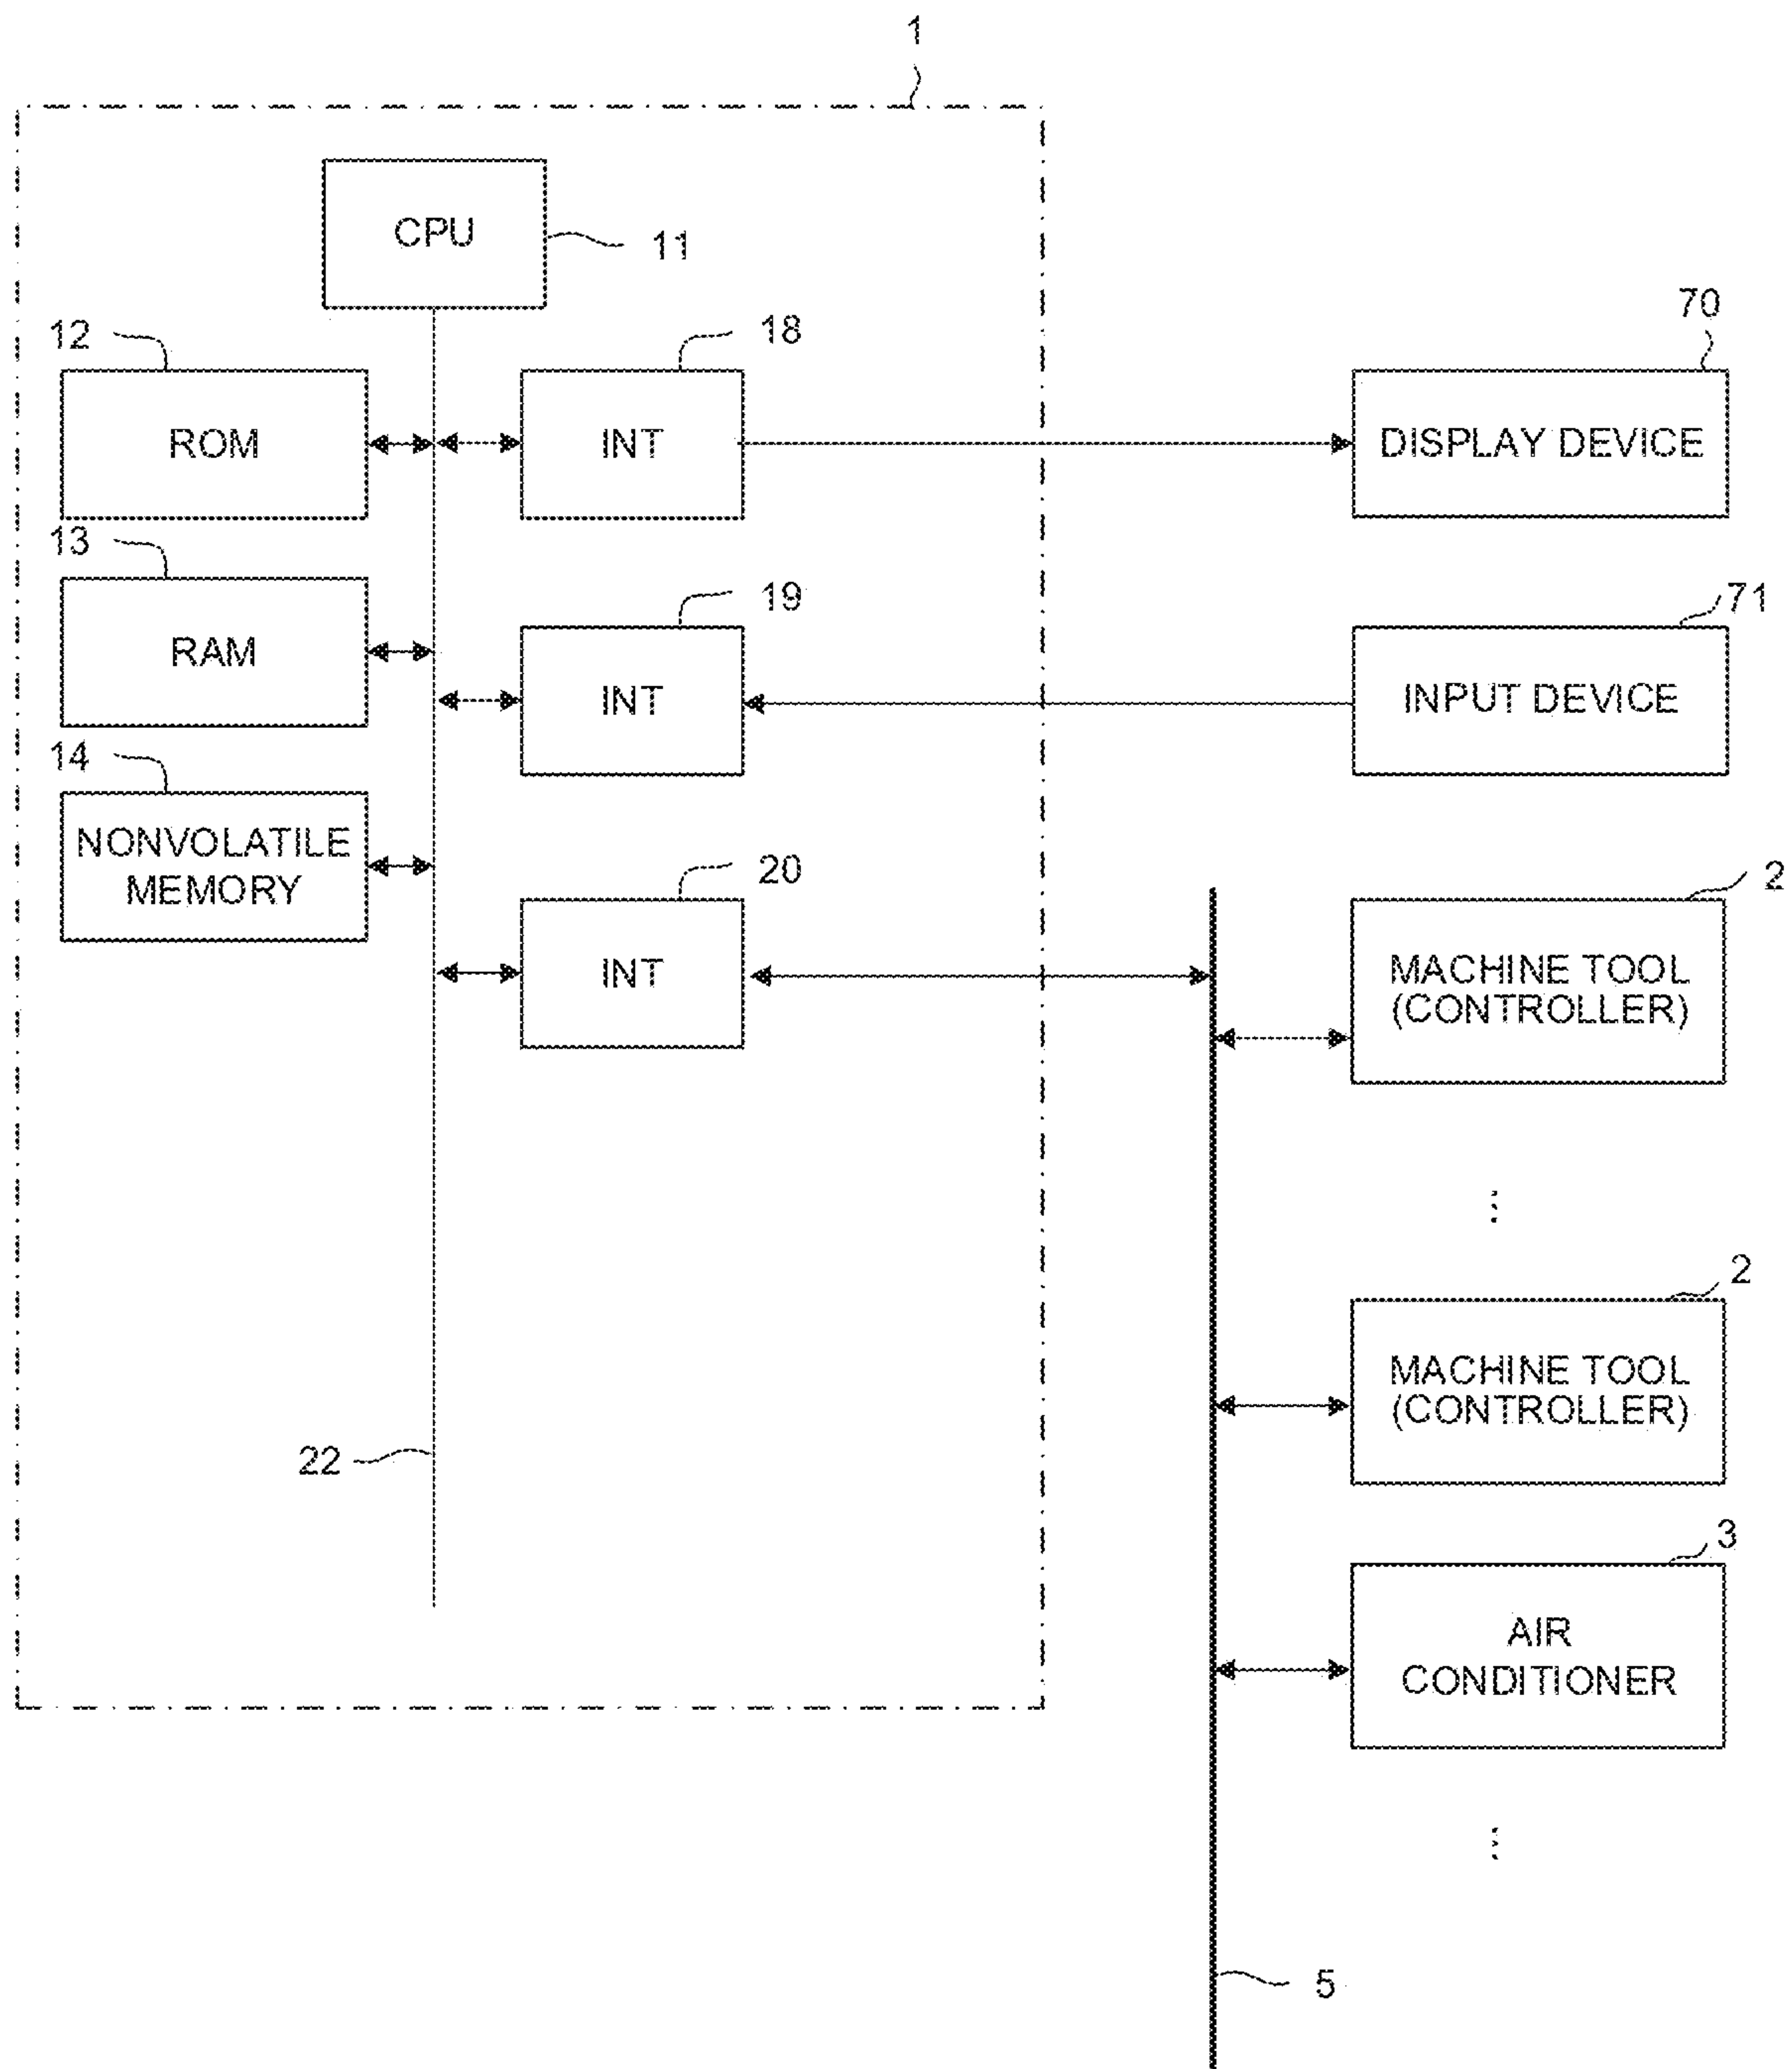 1
CPU
11
12
18
70
ROM
INT
DISPLAY DEVICE
13
19
71
RAM
INT
INPUT DEVICE
14
NONVOLATILE
MEMORY
20
2
INT
MACHINE TOOL
(CONTROLLER)
⋮
2
MACHINE TOOL
(CONTROLLER)
22
3
AIR
CONDITIONER
⋮
5